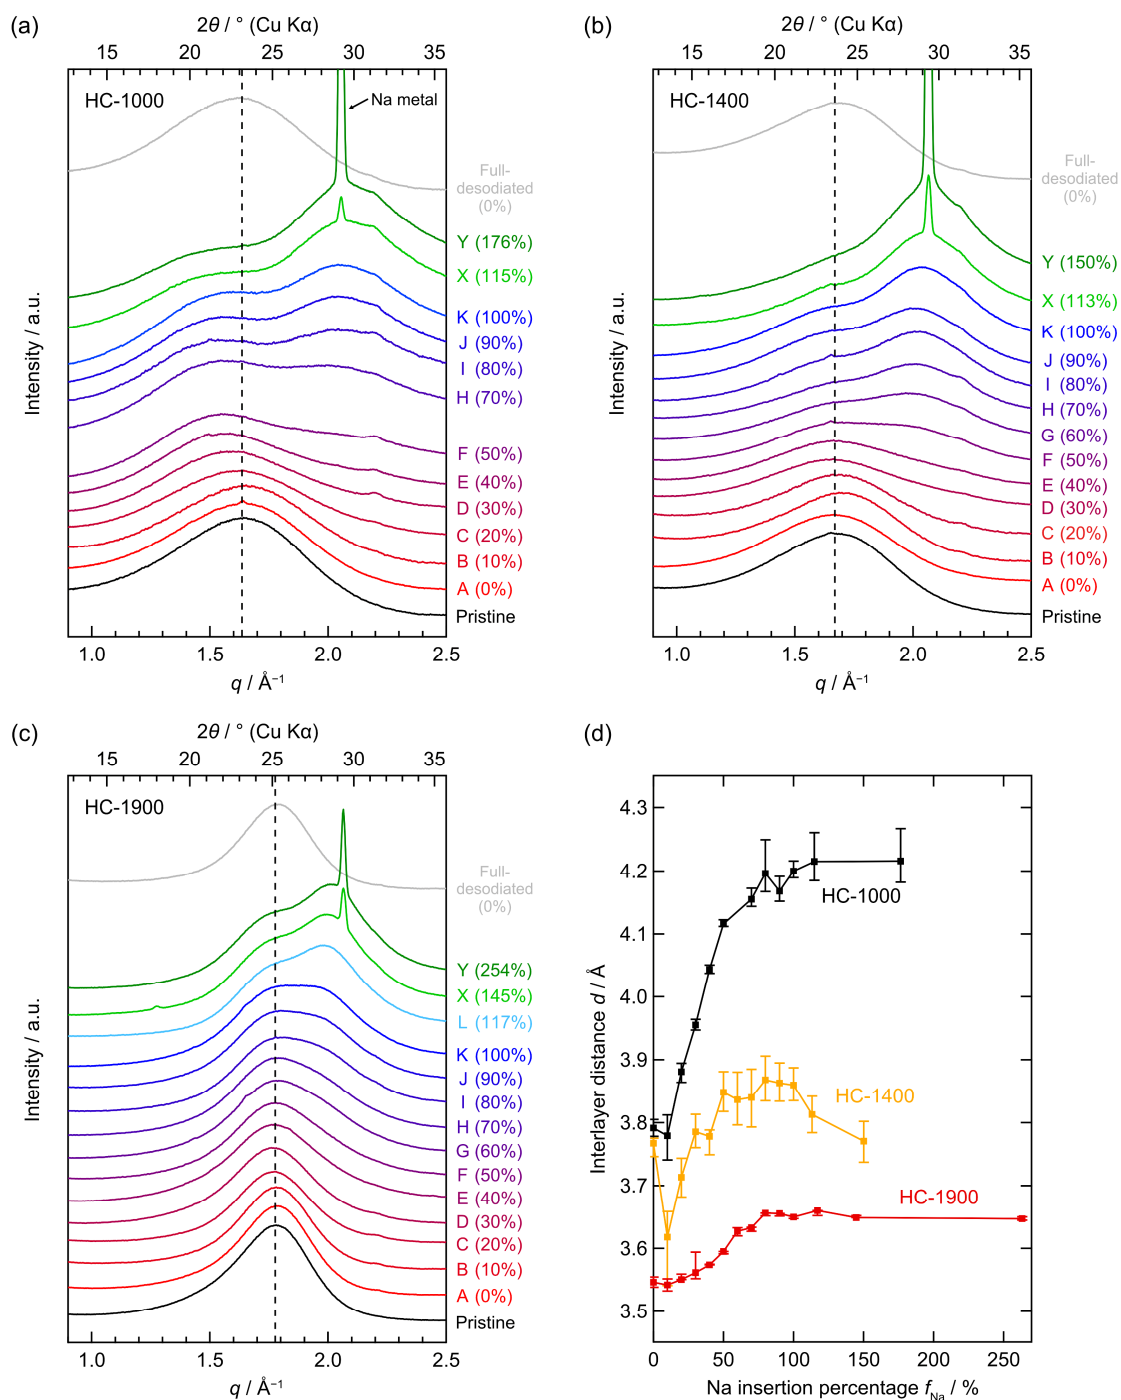 (a)
2θ / ° (Cu Kα)
15 20 25 30 35
HC-1000
Na metal
Full-
desodiated
(0%)
Y (176%)
X (115%)
K (100%)
J (90%)
I (80%)
H (70%)
F (50%)
E (40%)
D (30%)
C (20%)
B (10%)
A (0%)
Pristine
Intensity / a.u.
1.0 1.5 2.0 2.5
q / Å⁻¹
(b)
2θ / ° (Cu Kα)
15 20 25 30 35
HC-1400
Full-
desodiated
(0%)
Y (150%)
X (113%)
K (100%)
J (90%)
I (80%)
H (70%)
G (60%)
F (50%)
E (40%)
D (30%)
C (20%)
B (10%)
A (0%)
Pristine
Intensity / a.u.
1.0 1.5 2.0 2.5
q / Å⁻¹
(c)
2θ / ° (Cu Kα)
15 20 25 30 35
HC-1900
Full-
desodiated
(0%)
Y (254%)
X (145%)
L (117%)
K (100%)
J (90%)
I (80%)
H (70%)
G (60%)
F (50%)
E (40%)
D (30%)
C (20%)
B (10%)
A (0%)
Pristine
Intensity / a.u.
1.0 1.5 2.0 2.5
q / Å⁻¹
(d)
4.3
4.2
4.1
4.0
3.9
3.8
3.7
3.6
3.5
Interlayer distance d / Å
HC-1000
HC-1400
HC-1900
0 50 100 150 200 250
Na insertion percentage f_Na / %